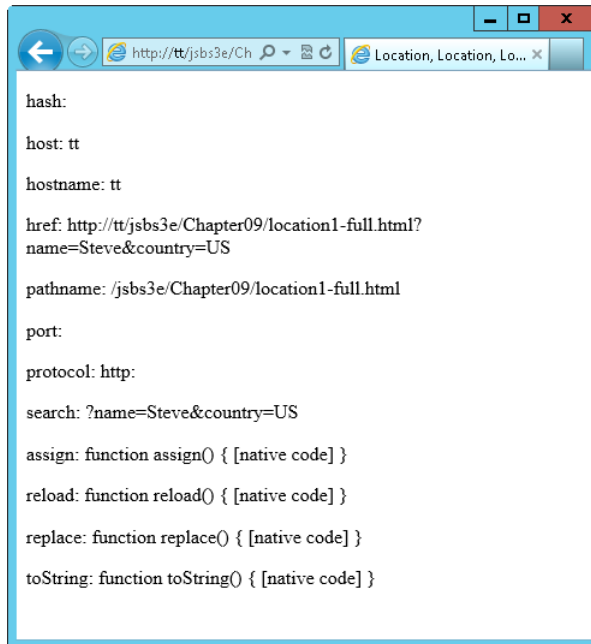 http://tt/jsbs3e/Ch
Location, Location, Lo...
hash:
host: tt
hostname: tt
href: http://tt/jsbs3e/Chapter09/location1-full.html?
name=Steve&country=US
pathname: /jsbs3e/Chapter09/location1-full.html
port:
protocol: http:
search: ?name=Steve&country=US
assign: function assign() { [native code] }
reload: function reload() { [native code] }
replace: function replace() { [native code] }
toString: function toString() { [native code] }